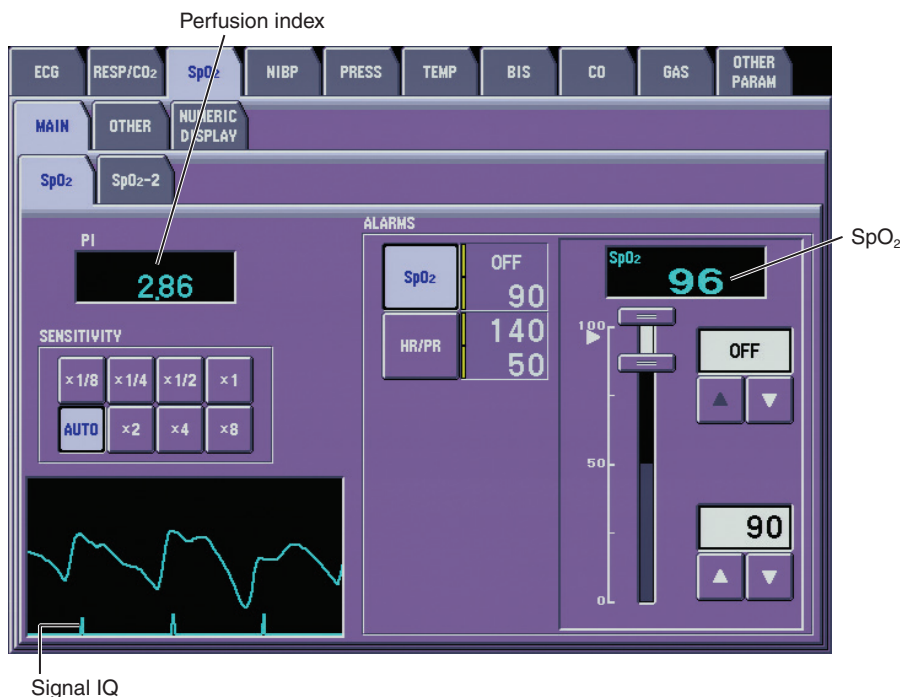 Perfusion index
ECG RESP/CO₂ SpO₂ NIBP PRESS TEMP BIS CO GAS OTHER PARAM
MAIN OTHER NUMERIC DISPLAY
SpO₂ SpO₂-2
PI
2.86
SENSITIVITY
×1/8 ×1/4 ×1/2 ×1
AUTO ×2 ×4 ×8
ALARMS
SpO₂ OFF
90
HR/PR 140
50
SpO₂
96
100
50
0
OFF
90
SpO₂
Signal IQ